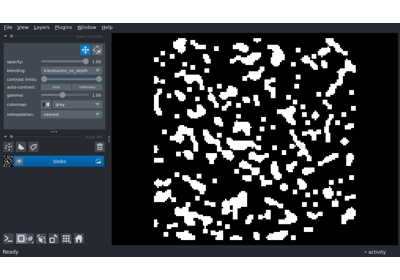 File View Layers Plugins Window Help
opacity: 1.00
blending: translucent_no_depth
contrast limits:
auto-contrast: once continuous
gamma: 1.00
colormap: gray
interpolation: nearest
blobs
Ready
activity